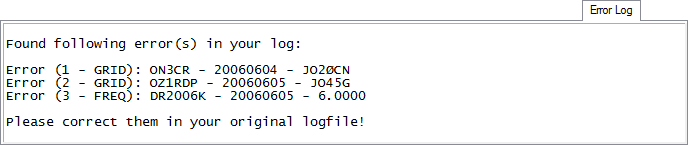 Error Log
Found following error(s) in your log:
Error (1 - GRID): ON3CR - 20060604 - JO2ØCN
Error (2 - GRID): OZ1RDP - 20060605 - JO45G
Error (3 - FREQ): DR2006K - 20060605 - 6.0000
Please correct them in your original logfile!